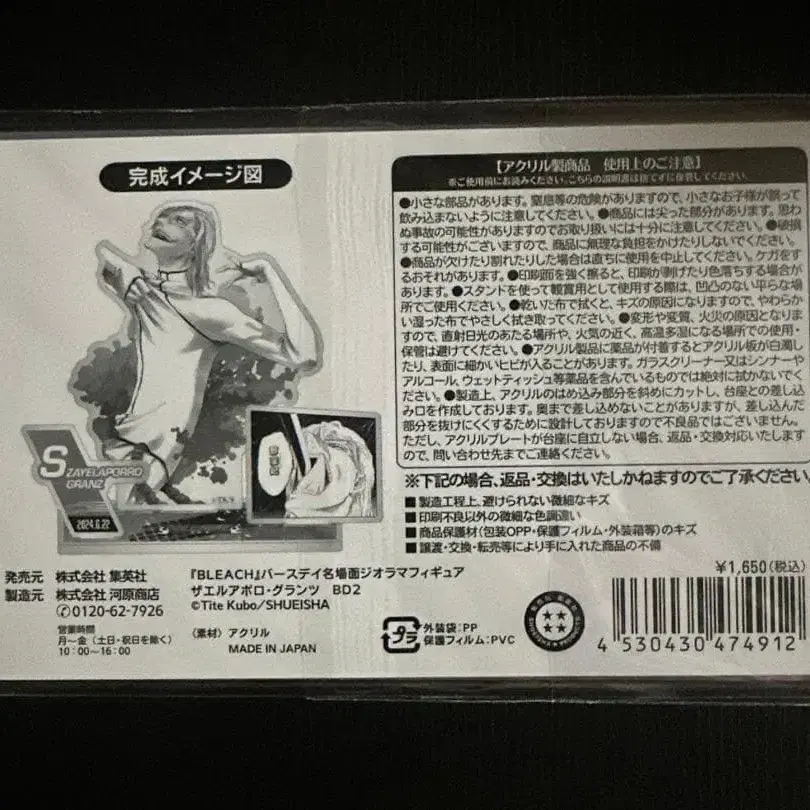 完成イメージ図
S
ZAYELAPORRO
GRANZ
2024.6.22
【アクリル製商品 使用上のご注意】
※ご使用前にお読みください。こちらの説明書は捨てずに保管してください。
●小さな部品があります。窒息等の危険がありますので、小さなお子様が誤って
飲み込まないように注意してください。●商品には尖った部分があります。思わ
ぬ事故の可能性がありますのでお取り扱いには十分に注意してください。●破損
する可能性がございますので、商品に無理な負担をかけたりしないでください。
●商品が欠けたり割れたりした場合は直ちに使用を中止してください。ケガをす
るおそれがあります。●印刷面を強く擦ると、印刷が剥げたり色落ちする場合が
あります。●スタンドを使って観賞用として使用する際は、凹凸のない平らな場
所でご使用ください。●乾いた布で拭くと、キズの原因になりますので、やわらか
い湿った布でやさしく拭き取ってください。●変形や変質、火災の原因となりま
すので、直射日光のあたる場所や、火気の近く、高温多湿になる場所での使用・
保管は避けてください。●アクリル製品に薬品が付着するとアクリル板が白濁し
たり、表面に細かいヒビが入ることがあります。ガラスクリーナー又はシンナーや
アルコール、ウェットティッシュ等薬品を含んでいるものでは絶対に拭かないでく
ださい。●製造上、アクリルのはめ込み部分を斜めにカットし、台座との差し込
み口を作成しております。奥まで差し込めないことがありますが、差し込んだ
部分を抜けにくくするために設計しておりますので不良品ではございません。
ただし、アクリルプレートが台座に自立しない場合、返品・交換対応いたします
ので、問い合わせ先までご連絡ください。
※下記の場合、返品・交換はいたしかねますのでご了承ください。
■製造工程上、避けられない微細なキズ
■印刷不良以外の微細な色調違い
■商品保護材(包装OPP・保護フィルム・外装箱等)のキズ
■譲渡・交換・転売等により手に入れた商品の不備
発売元 株式会社 集英社
製造元 株式会社 河原商店
0120-62-7926
営業時間
月〜金(土日・祝日を除く)
10:00〜16:00
『BLEACH』バースデイ名場面ジオラマフィギュア
ザエルアポロ・グランツ BD2
©Tite Kubo/SHUEISHA
〈素材〉アクリル
MADE IN JAPAN
プラ
外装袋:PP
保護フィルム:PVC
¥1,650(税込)
4 530430 474912